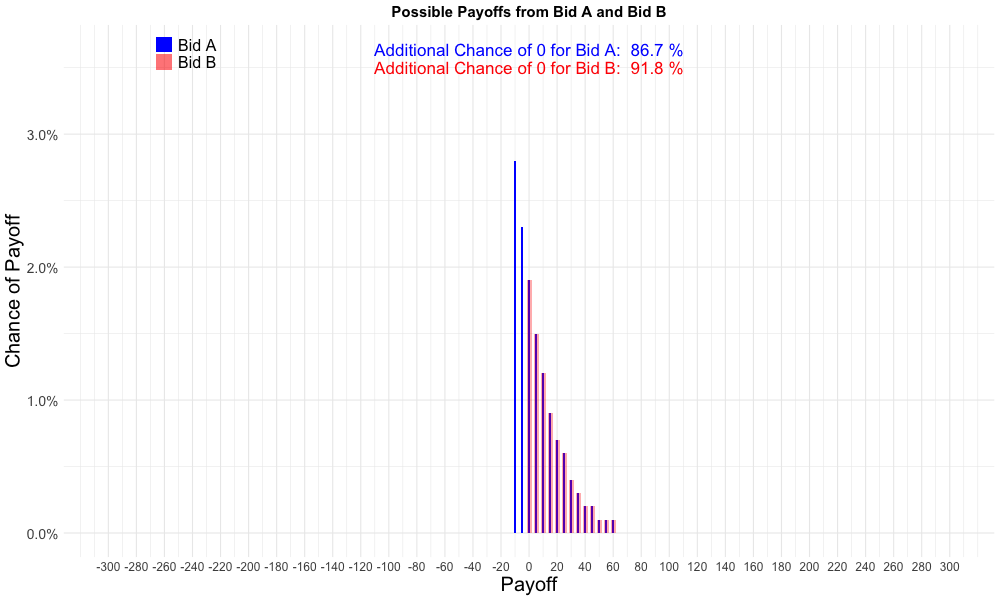 Possible Payoffs from Bid A and Bid B
Bid A
Bid B
Additional Chance of 0 for Bid A: 86.7 %
Additional Chance of 0 for Bid B: 91.8 %
Chance of Payoff
3.0%
2.0%
1.0%
0.0%
-300 -280 -260 -240 -220 -200 -180 -160 -140 -120 -100 -80 -60 -40 -20 0 20 40 60 80 100 120 140 160 180 200 220 240 260 280 300
Payoff